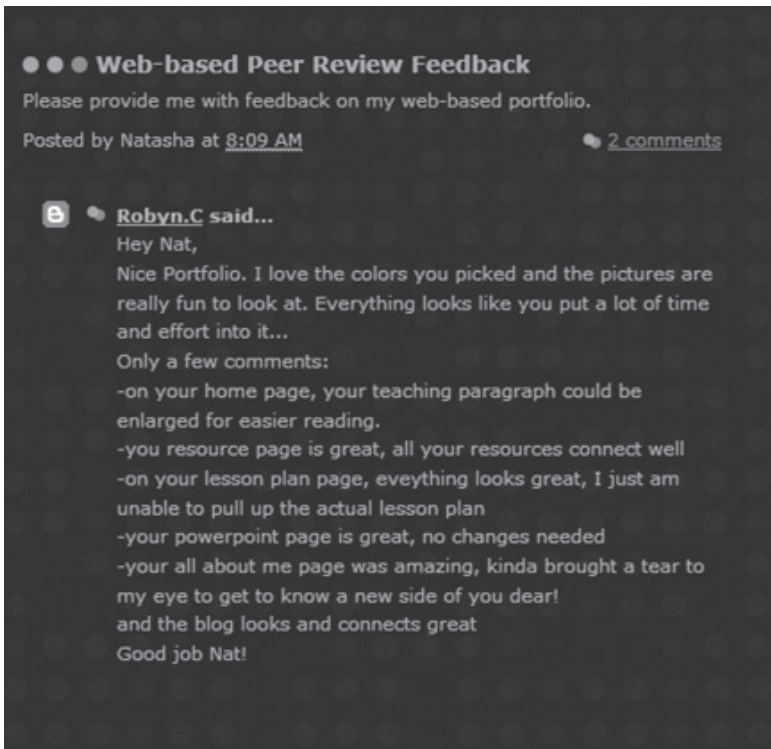 Web-based Peer Review Feedback
Please provide me with feedback on my web-based portfolio.
Posted by Natasha at 8:09 AM
2 comments
Robyn.C said...
Hey Nat,
Nice Portfolio. I love the colors you picked and the pictures are
really fun to look at. Everything looks like you put a lot of time
and effort into it...
Only a few comments:
-on your home page, your teaching paragraph could be
enlarged for easier reading.
-you resource page is great, all your resources connect well
-on your lesson plan page, eveything looks great, I just am
unable to pull up the actual lesson plan
-your powerpoint page is great, no changes needed
-your all about me page was amazing, kinda brought a tear to
my eye to get to know a new side of you dear!
and the blog looks and connects great
Good job Nat!